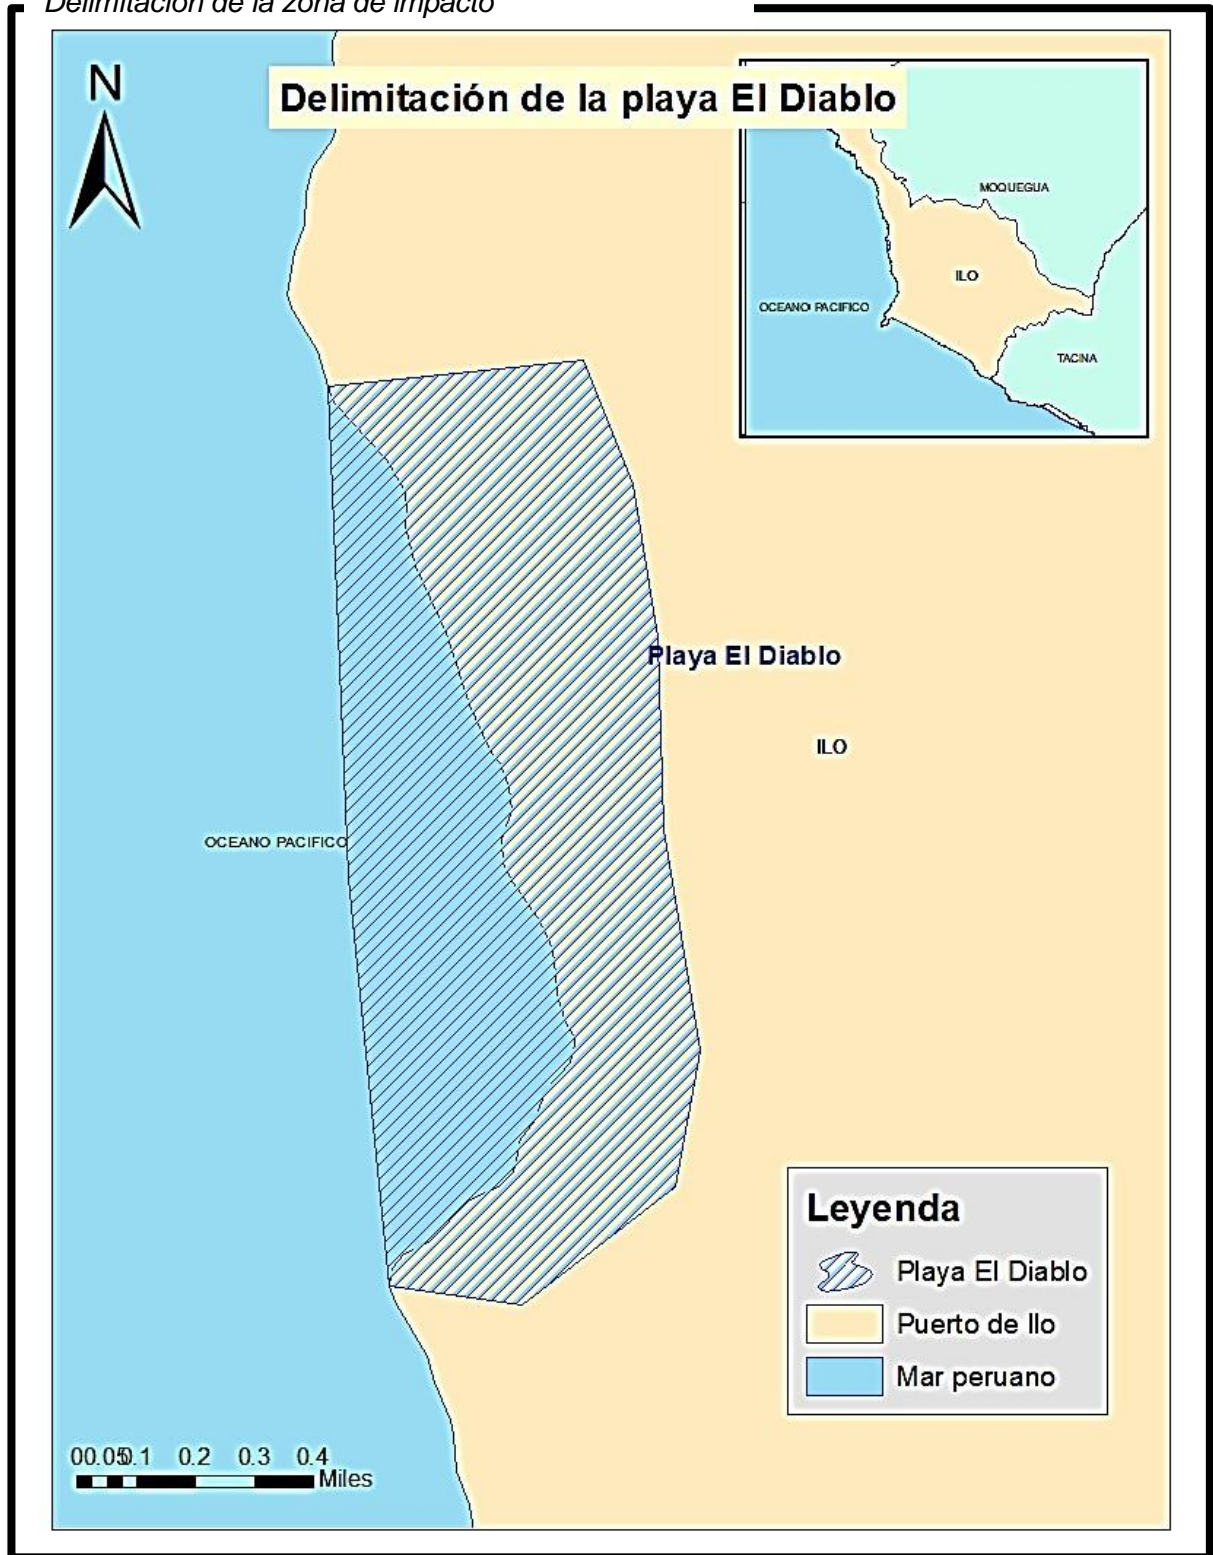 Delimitación de la zona de impacto
N
Delimitación de la playa El Diablo
MOQUEGUA
ILO
OCEANO PACIFICO
TACNA
Playa El Diablo
ILO
OCEANO PACIFICO
Leyenda
Playa El Diablo
Puerto de Ilo
Mar peruano
0 0.05 0.1 0.2 0.3 0.4
Miles